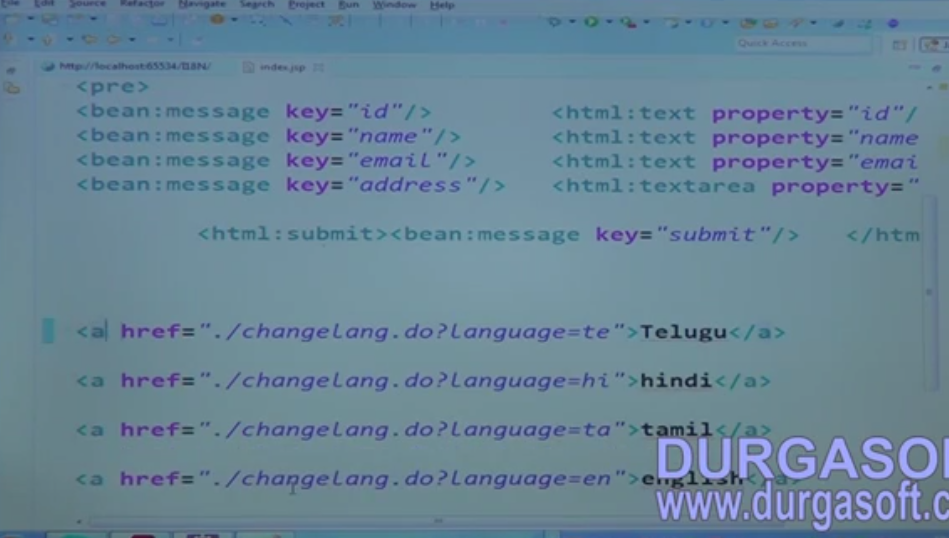 File Edit Source Refactor Navigate Search Project Run Window Help
Quick Access
http://localhost:65534/I18N/ index.jsp
<pre>
<bean:message key="id"/> <html:text property="id"/
<bean:message key="name"/> <html:text property="name
<bean:message key="email"/> <html:text property="emai
<bean:message key="address"/> <html:textarea property="
<html:submit><bean:message key="submit"/> </htm
<a href="./changelang.do?language=te">Telugu</a>
<a href="./changelang.do?language=hi">hindi</a>
<a href="./changelang.do?language=ta">tamil</a>
<a href="./changelang.do?language=en">english</a>
DURGASOF
www.durgasoft.c